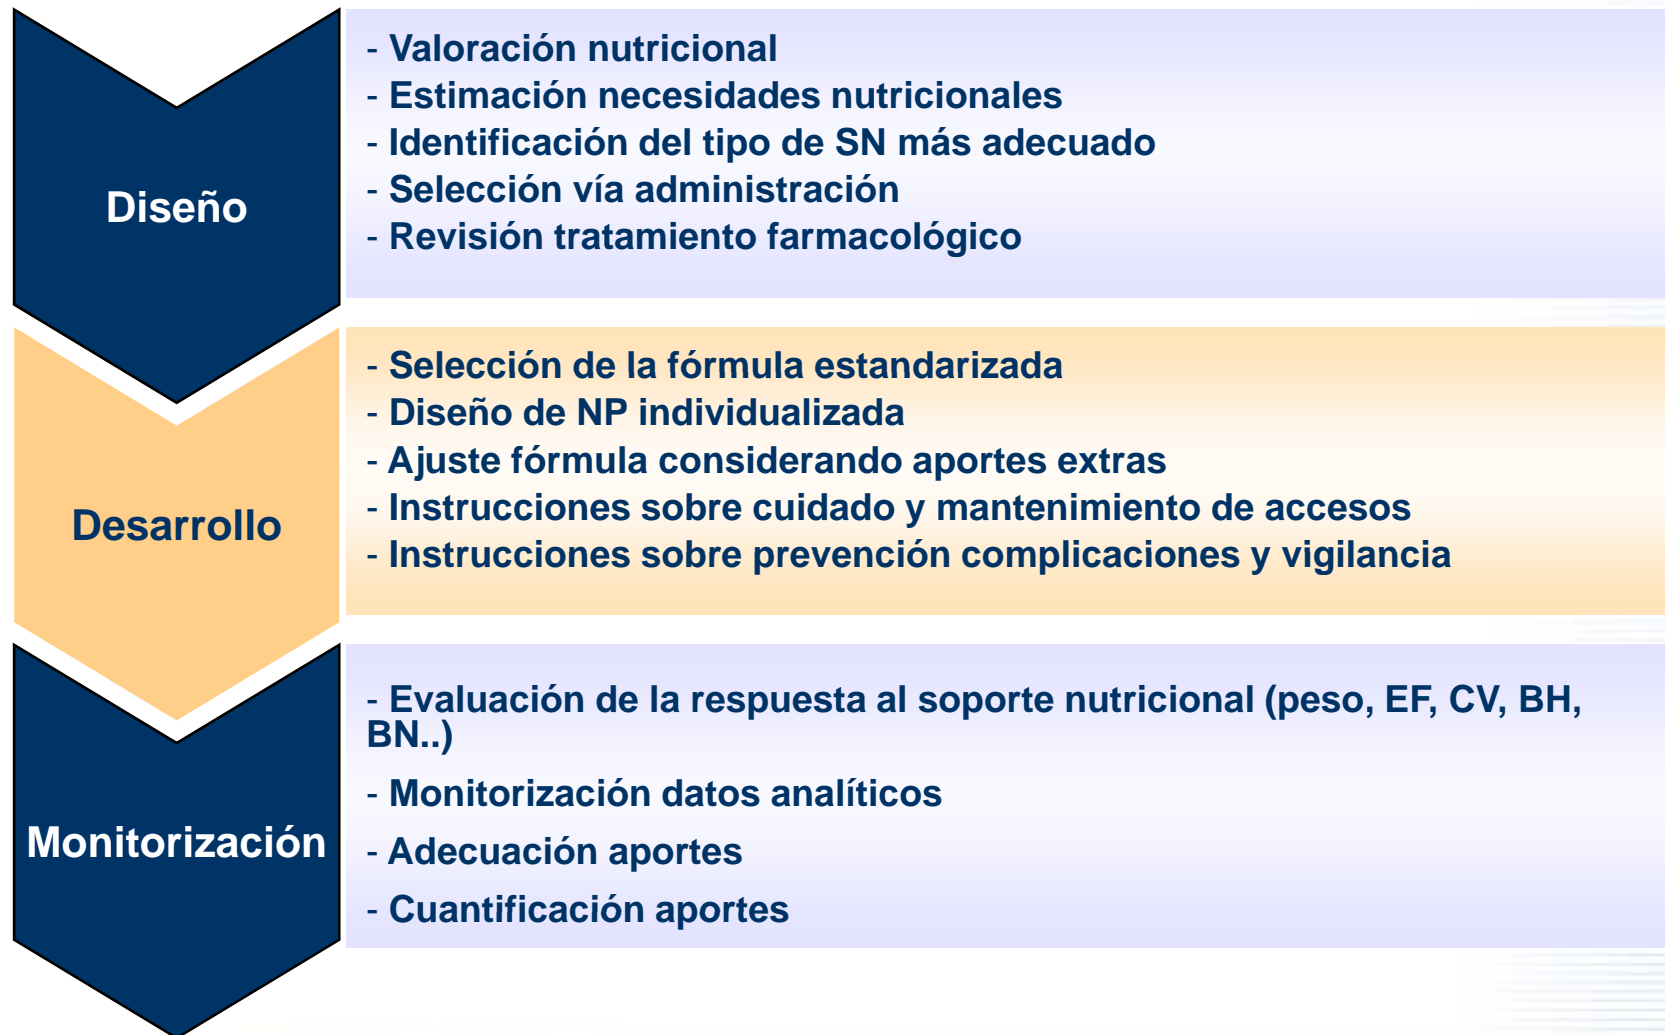 Diseño
- Valoración nutricional
- Estimación necesidades nutricionales
- Identificación del tipo de SN más adecuado
- Selección vía administración
- Revisión tratamiento farmacológico
Desarrollo
- Selección de la fórmula estandarizada
- Diseño de NP individualizada
- Ajuste fórmula considerando aportes extras
- Instrucciones sobre cuidado y mantenimiento de accesos
- Instrucciones sobre prevención complicaciones y vigilancia
Monitorización
- Evaluación de la respuesta al soporte nutricional (peso, EF, CV, BH,
BN..)
- Monitorización datos analíticos
- Adecuación aportes
- Cuantificación aportes